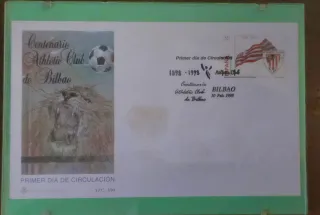 Centenario
Athletic Club
de Bilbao
Primer día de Circulación
1898 - 1998
Centenario
Athletic Club
de Bilbao
BILBAO
PRIMER DIA DE CIRCULACIÓN